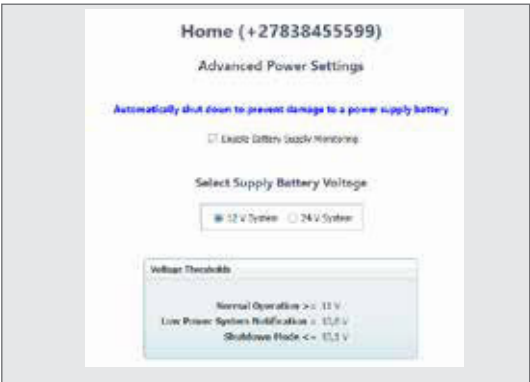 Home (+27838455599)
Advanced Power Settings
Automatically shut down to prevent damage to a power supply battery
Enable Battery Supply Monitoring
Select Supply Battery Voltage
12 V System 24 V System
Voltage Thresholds
Normal Operation >= 11 V
Low Power System Notification =
Shutdown Mode <=